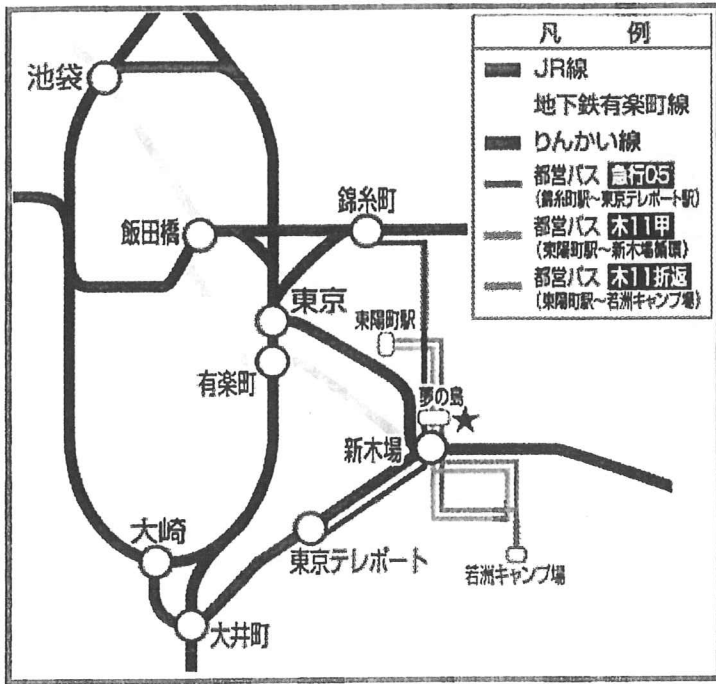 凡 例
JR線
地下鉄有楽町線
りんかい線
都営バス 急行05
(錦糸町駅~東京テレポート駅)
都営バス 木11甲
(東陽町駅~新木場循環)
都営バス 木11折返
(東陽町駅~若洲キャンプ場)
池袋
飯田橋
錦糸町
東京
東陽町駅
有楽町
夢の島
新木場
大崎
東京テレポート
若洲キャンプ場
大井町